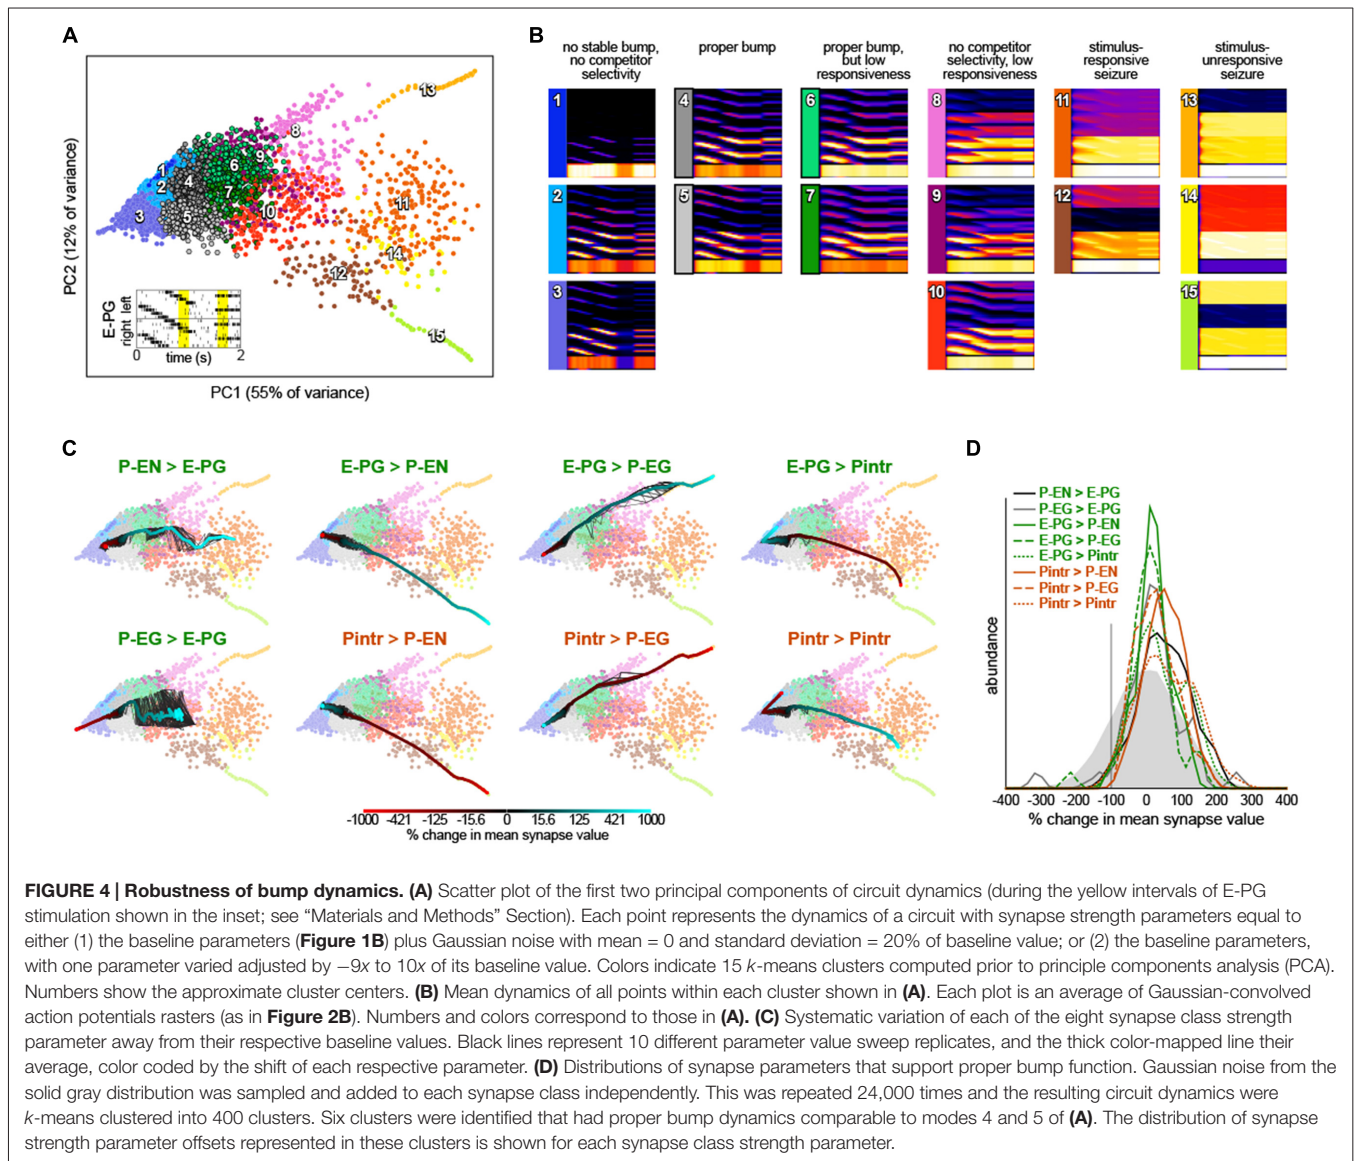 A
PC2 (12% of variance)
13
8
9
6
1
2
4
7
3
5
10
11
14
12
15
E-PG
right left
0
time (s)
2
PC1 (55% of variance)
B
no stable bump,
no competitor
selectivity
proper bump
proper bump,
but low
responsiveness
no competitor
selectivity, low
responsiveness
stimulus-
responsive
seizure
stimulus-
unresponsive
seizure
1
4
6
8
11
13
2
5
7
9
12
14
3
10
15
C
P-EN > E-PG
E-PG > P-EN
E-PG > P-EG
E-PG > Pintr
P-EG > E-PG
Pintr > P-EN
Pintr > P-EG
Pintr > Pintr
-1000 -421 -125 -15.6 0 15.6 125 421 1000
% change in mean synapse value
D
P-EN > E-PG
P-EG > E-PG
E-PG > P-EN
E-PG > P-EG
E-PG > Pintr
Pintr > P-EN
Pintr > P-EG
Pintr > Pintr
abundance
-400 -300 -200 -100 0 100 200 300 400
% change in mean synapse value
FIGURE 4 | Robustness of bump dynamics. (A) Scatter plot of the first two principal components of circuit dynamics (during the yellow intervals of E-PG
stimulation shown in the inset; see “Materials and Methods” Section). Each point represents the dynamics of a circuit with synapse strength parameters equal to
either (1) the baseline parameters (Figure 1B) plus Gaussian noise with mean = 0 and standard deviation = 20% of baseline value; or (2) the baseline parameters,
with one parameter varied adjusted by −9x to 10x of its baseline value. Colors indicate 15 k-means clusters computed prior to principle components analysis (PCA).
Numbers show the approximate cluster centers. (B) Mean dynamics of all points within each cluster shown in (A). Each plot is an average of Gaussian-convolved
action potentials rasters (as in Figure 2B). Numbers and colors correspond to those in (A). (C) Systematic variation of each of the eight synapse class strength
parameter away from their respective baseline values. Black lines represent 10 different parameter value sweep replicates, and the thick color-mapped line their
average, color coded by the shift of each respective parameter. (D) Distributions of synapse parameters that support proper bump function. Gaussian noise from the
solid gray distribution was sampled and added to each synapse class independently. This was repeated 24,000 times and the resulting circuit dynamics were
k-means clustered into 400 clusters. Six clusters were identified that had proper bump dynamics comparable to modes 4 and 5 of (A). The distribution of synapse
strength parameter offsets represented in these clusters is shown for each synapse class strength parameter.